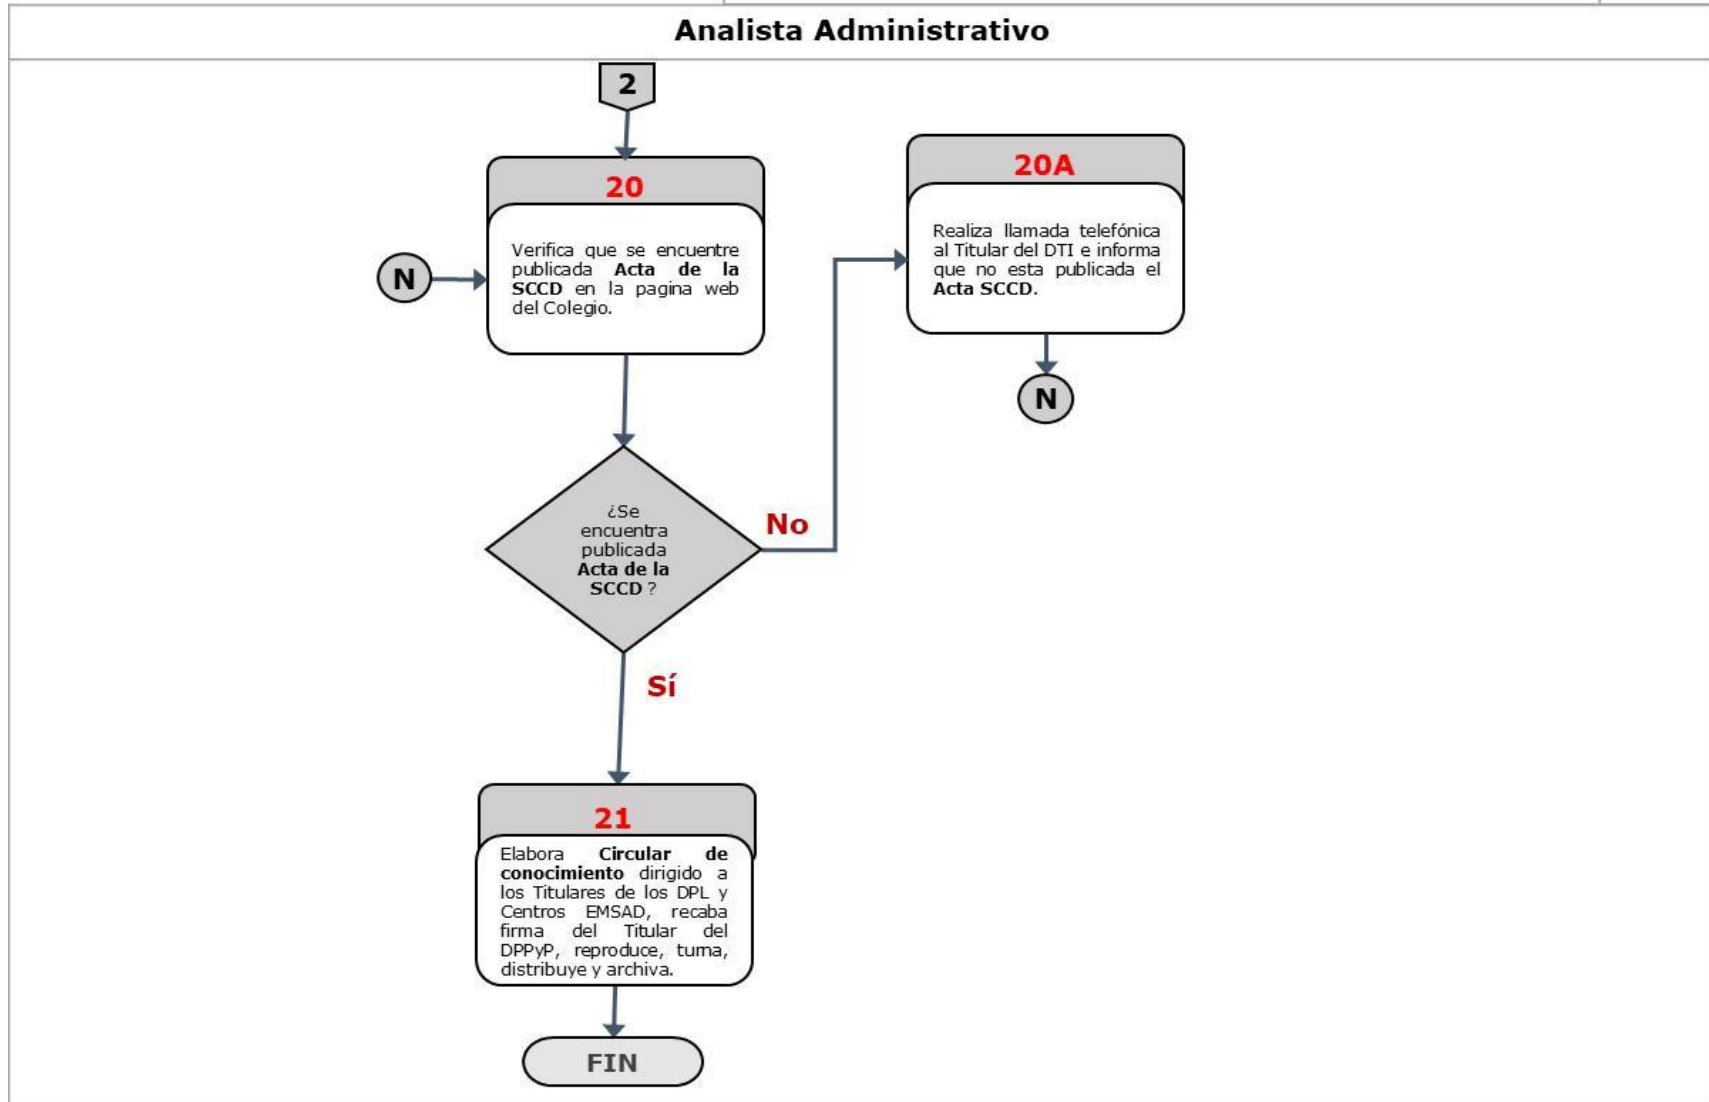 Analista Administrativo
2
20
Verifica que se encuentre
publicada Acta de la
SCCD en la pagina web
del Colegio.
N
20A
Realiza llamada telefónica
al Titular del DTI e informa
que no esta publicada el
Acta SCCD.
N
¿Se
encuentra
publicada
Acta de la
SCCD ?
No
Sí
21
Elabora Circular de
conocimiento dirigido a
los Titulares de los DPL y
Centros EMSAD, recaba
firma del Titular del
DPPyP, reproduce, turna,
distribuye y archiva.
FIN